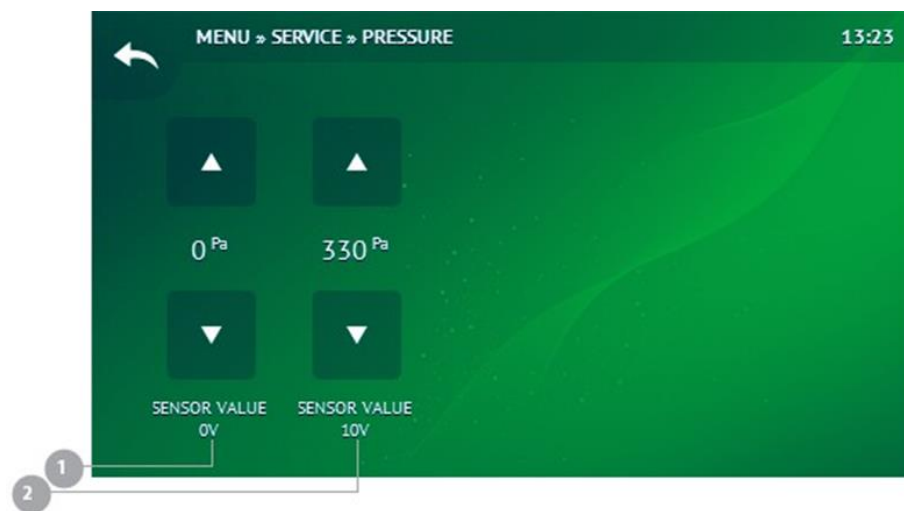 MENU » SERVICE » PRESSURE
13:23
0 Pa
330 Pa
SENSOR VALUE
0V
SENSOR VALUE
10V
1
2